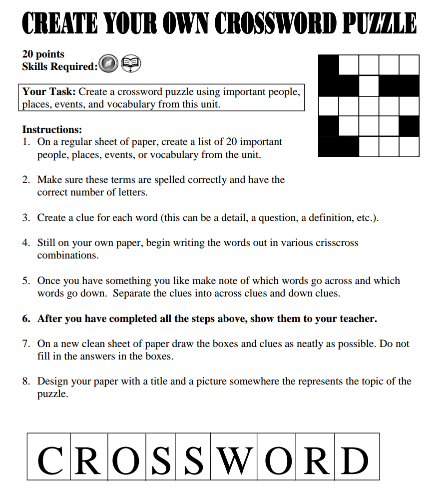 CREATE YOUR OWN CROSSWORD PUZZLE
20 points
Skills Required:
Your Task: Create a crossword puzzle using important people,
places, events, and vocabulary from this unit.
Instructions:
1. On a regular sheet of paper, create a list of 20 important
people, places, events, or vocabulary from the unit.
2. Make sure these terms are spelled correctly and have the
correct number of letters.
3. Create a clue for each word (this can be a detail, a question, a definition, etc.).
4. Still on your own paper, begin writing the words out in various crisscross
combinations.
5. Once you have something you like make note of which words go across and which
words go down. Separate the clues into across clues and down clues.
6. After you have completed all the steps above, show them to your teacher.
7. On a new clean sheet of paper draw the boxes and clues as neatly as possible. Do not
fill in the answers in the boxes.
8. Design your paper with a title and a picture somewhere the represents the topic of the
puzzle.
CROSSWORD